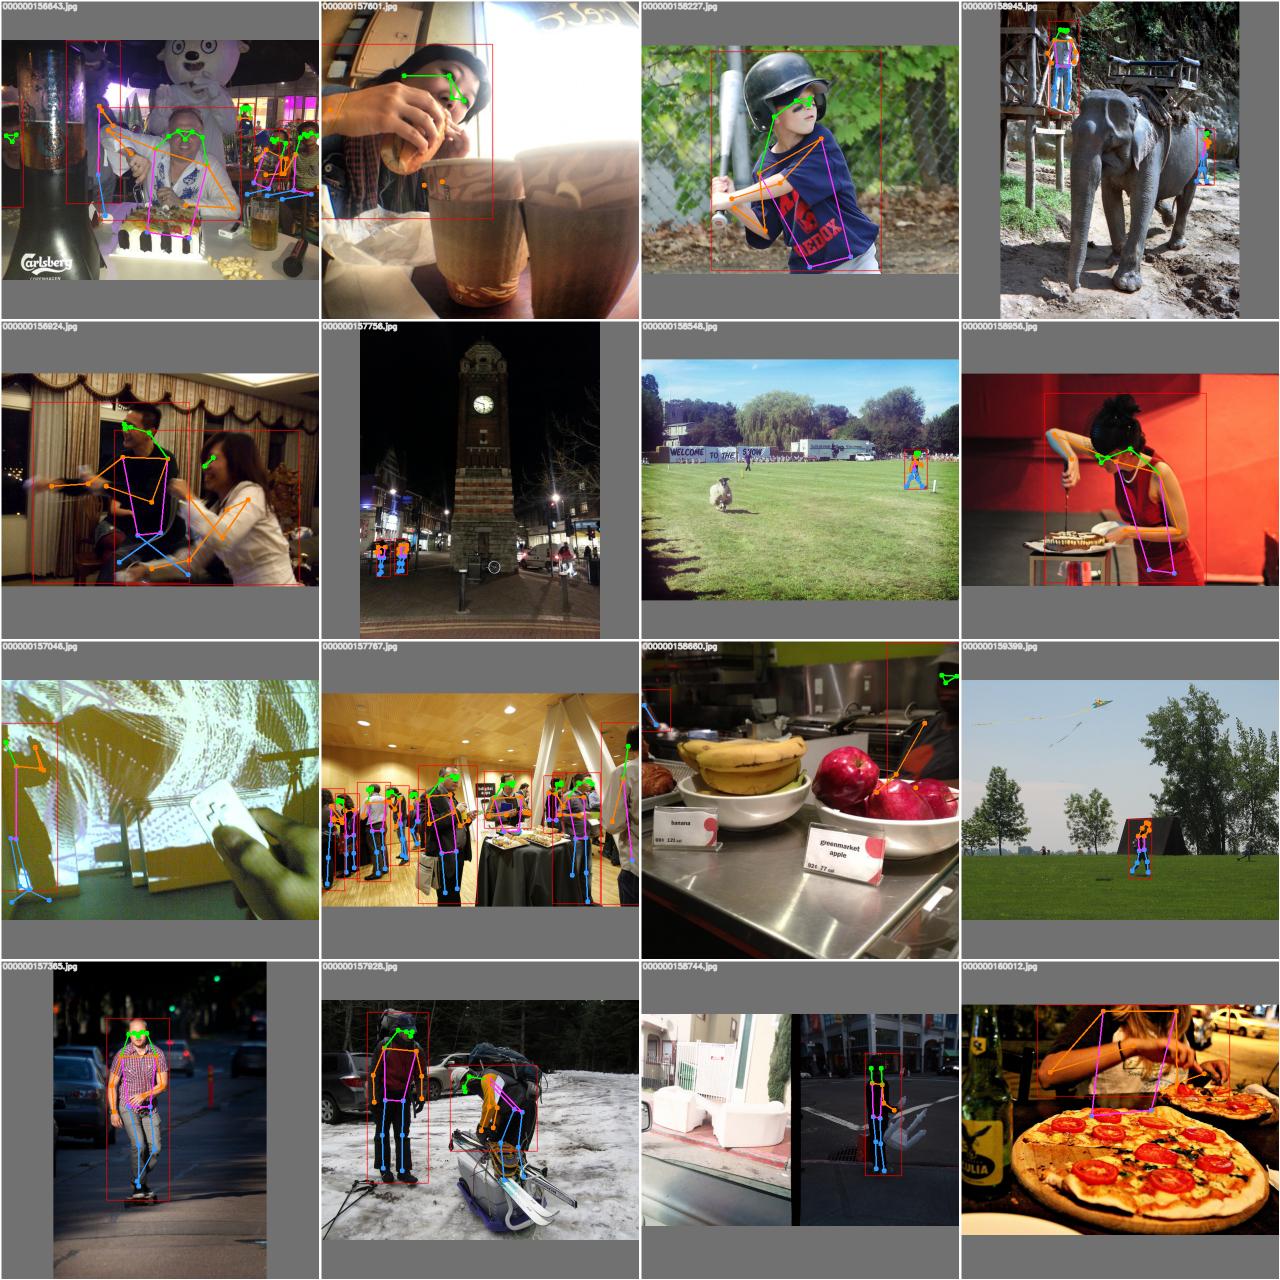 000000156643.jpg
000000157601.jpg
000000158227.jpg
000000158945.jpg
Carlsberg
COPENHAGEN
REDOX
000000156924.jpg
000000157756.jpg
000000158548.jpg
000000158956.jpg
WELCOME TO THE SHOW
000000157046.jpg
000000157767.jpg
000000158660.jpg
000000159399.jpg
banana
greenmarket
apple
000000157365.jpg
000000157928.jpg
000000158744.jpg
000000160012.jpg